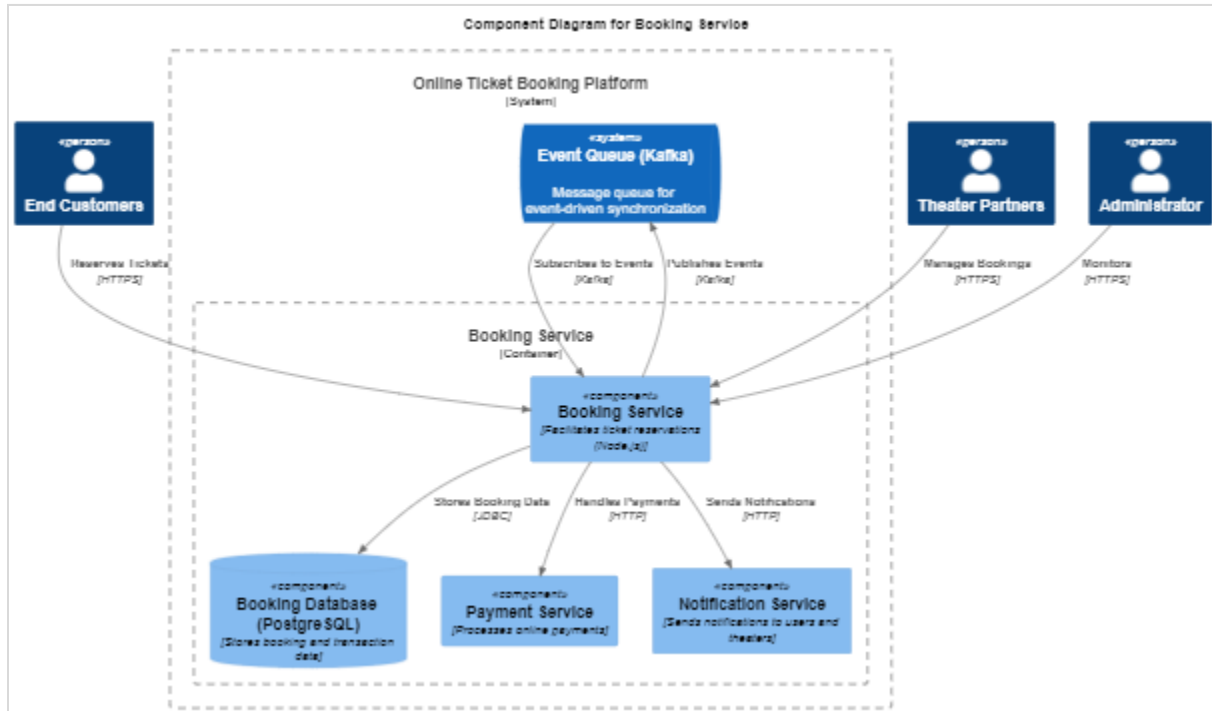 Component Diagram for Booking Service
Online Ticket Booking Platform
[System]
«person»
End Customers
«system»
Event Queue (Kafka)
Message queue for
event-driven synchronization
«person»
Theater Partners
«person»
Administrator
Reserves Tickets
[HTTPS]
Subscribes to Events
[Kafka]
Publishes Events
[Kafka]
Manages Bookings
[HTTPS]
Monitors
[HTTPS]
Booking Service
[Container]
«component»
Booking Service
[Facilitates ticket reservations
(Node.js)]
Stores Booking Data
[JDBC]
Handles Payments
[HTTP]
Sends Notifications
[HTTP]
«component»
Booking Database
(PostgreSQL)
[Stores booking and transaction
data]
«component»
Payment Service
[Processes online payments]
«component»
Notification Service
[Sends notifications to users and
theaters]